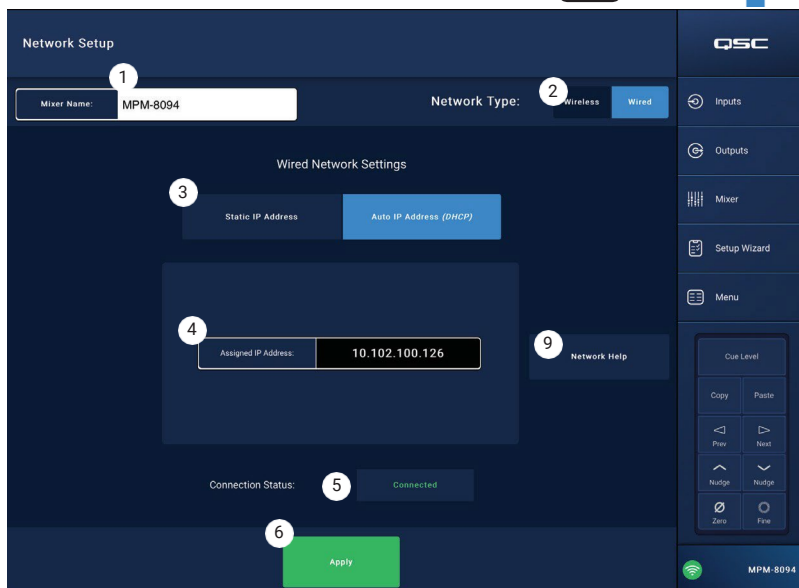 Network Setup
QSC
1
Mixer Name: MPM-8094
Network Type:
2
Wireless Wired
Inputs
Outputs
Mixer
Setup Wizard
Menu
Wired Network Settings
3
Static IP Address Auto IP Address (DHCP)
4
Assigned IP Address: 10.102.100.126
9
Network Help
Connection Status: 5 Connected
6
Apply
Cue Level
Copy Paste
Prev Next
Nudge Nudge
Zero Fine
MPM-8094